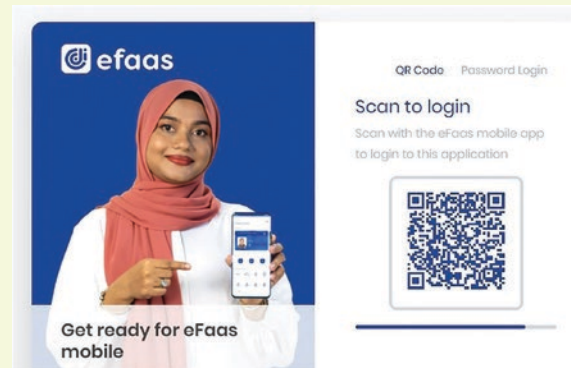 efaas
QR Code Password Login
Scan to login
Scan with the eFaas mobile app
to login to this application
Get ready for eFaas
mobile